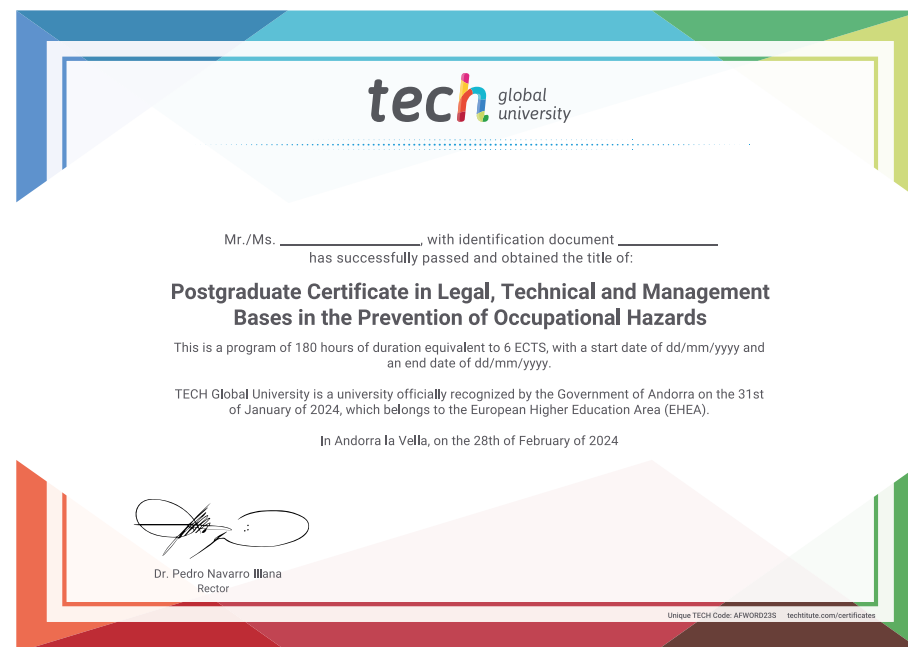 tech global
university
Mr./Ms. ____________, with identification document ____________
has successfully passed and obtained the title of:
Postgraduate Certificate in Legal, Technical and Management
Bases in the Prevention of Occupational Hazards
This is a program of 180 hours of duration equivalent to 6 ECTS, with a start date of dd/mm/yyyy and
an end date of dd/mm/yyyy.
TECH Global University is a university officially recognized by the Government of Andorra on the 31st
of January of 2024, which belongs to the European Higher Education Area (EHEA).
In Andorra la Vella, on the 28th of February of 2024
Dr. Pedro Navarro Illana
Rector
Unique TECH Code: AFWORD23S techtitute.com/certificates